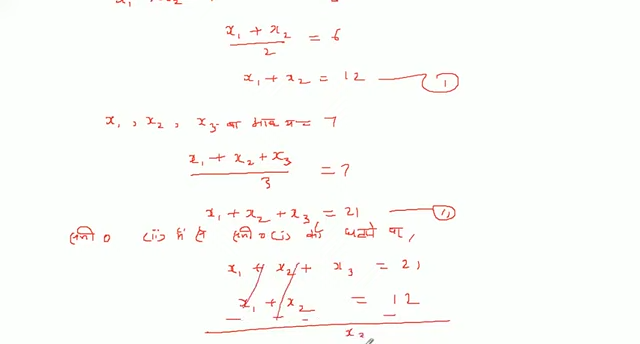 x₁ + x₂ / 2 = 6
x₁ + x₂ = 12 — (i)
x₁, x₂, x₃ का माध्य = 7
x₁ + x₂ + x₃ / 3 = 7
x₁ + x₂ + x₃ = 21 — (ii)
समी० (ii) में से समी० (i) को घटाने पर,
x₁ + x₂ + x₃ = 21
x₁ + x₂ = 12
− − −
x₃